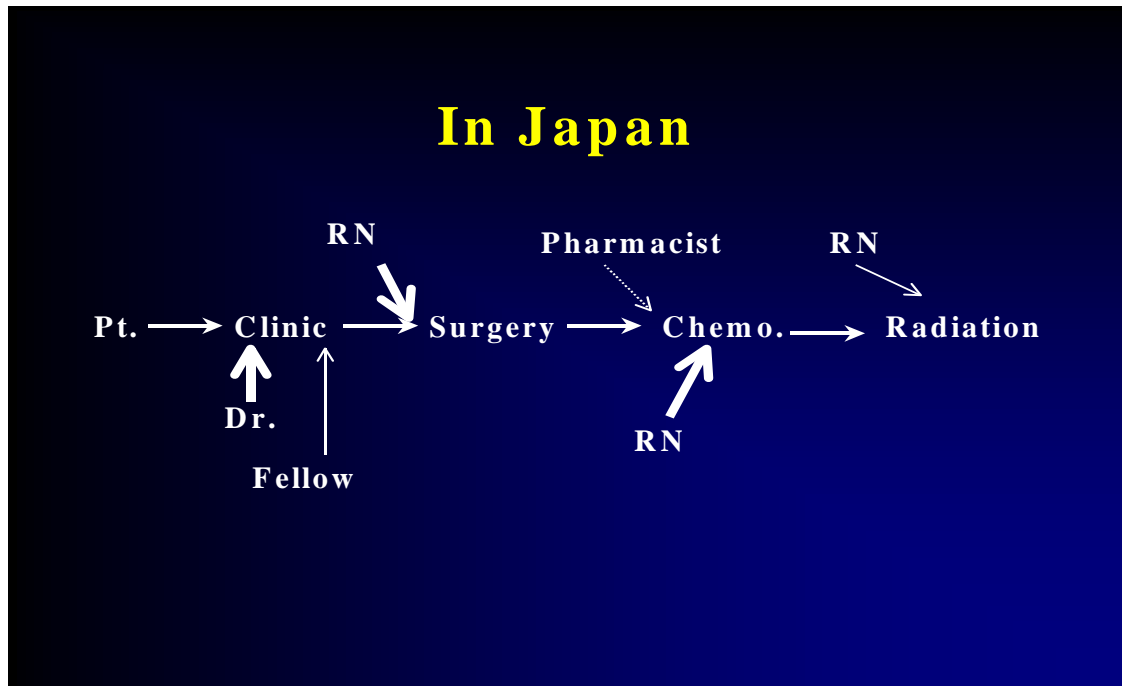 In Japan
RN
Pharmacist
RN
Pt.
Clinic
Surgery
Chemo.
Radiation
Dr.
RN
Fellow